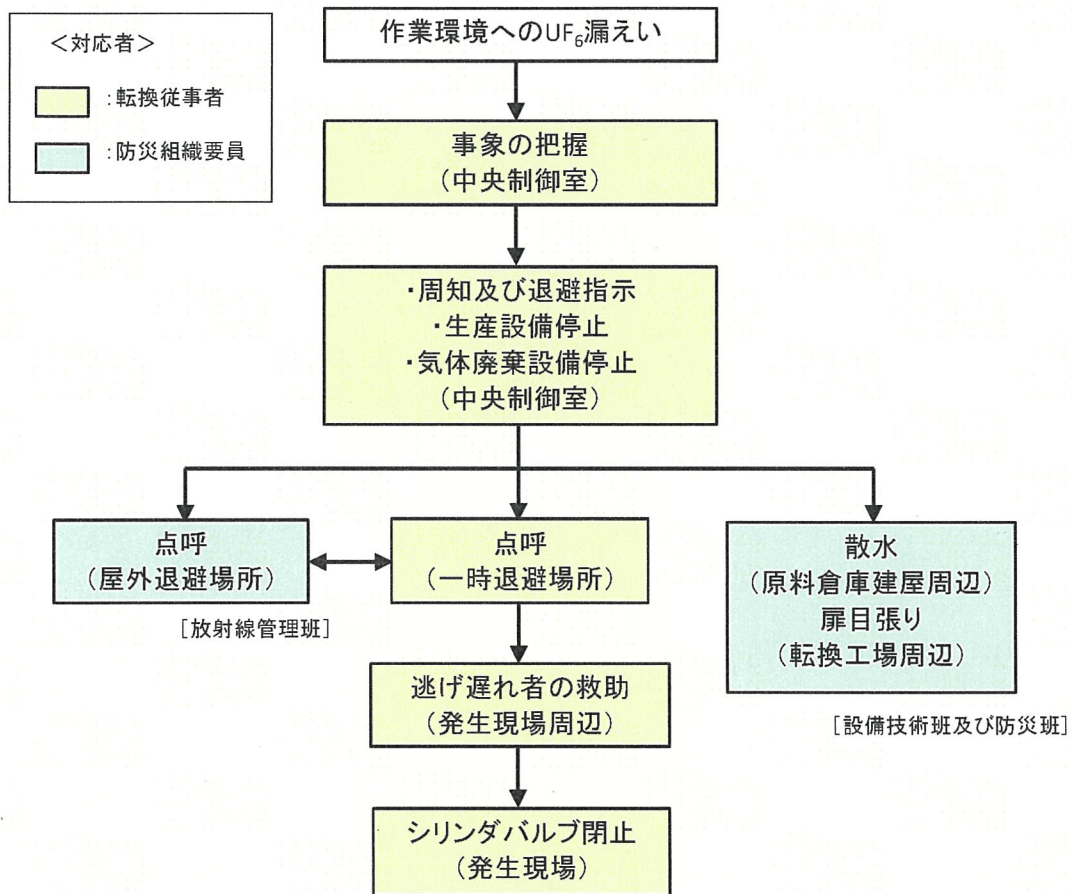 <対応者>
:転換従事者
:防災組織要員
作業環境へのUF₆漏えい
事象の把握
(中央制御室)
・周知及び退避指示
・生産設備停止
・気体廃棄設備停止
(中央制御室)
点呼
(屋外退避場所)
[放射線管理班]
点呼
(一時退避場所)
散水
(原料倉庫建屋周辺)
扉目張り
(転換工場周辺)
[設備技術班及び防災班]
逃げ遅れ者の救助
(発生現場周辺)
シリンダバルブ閉止
(発生現場)